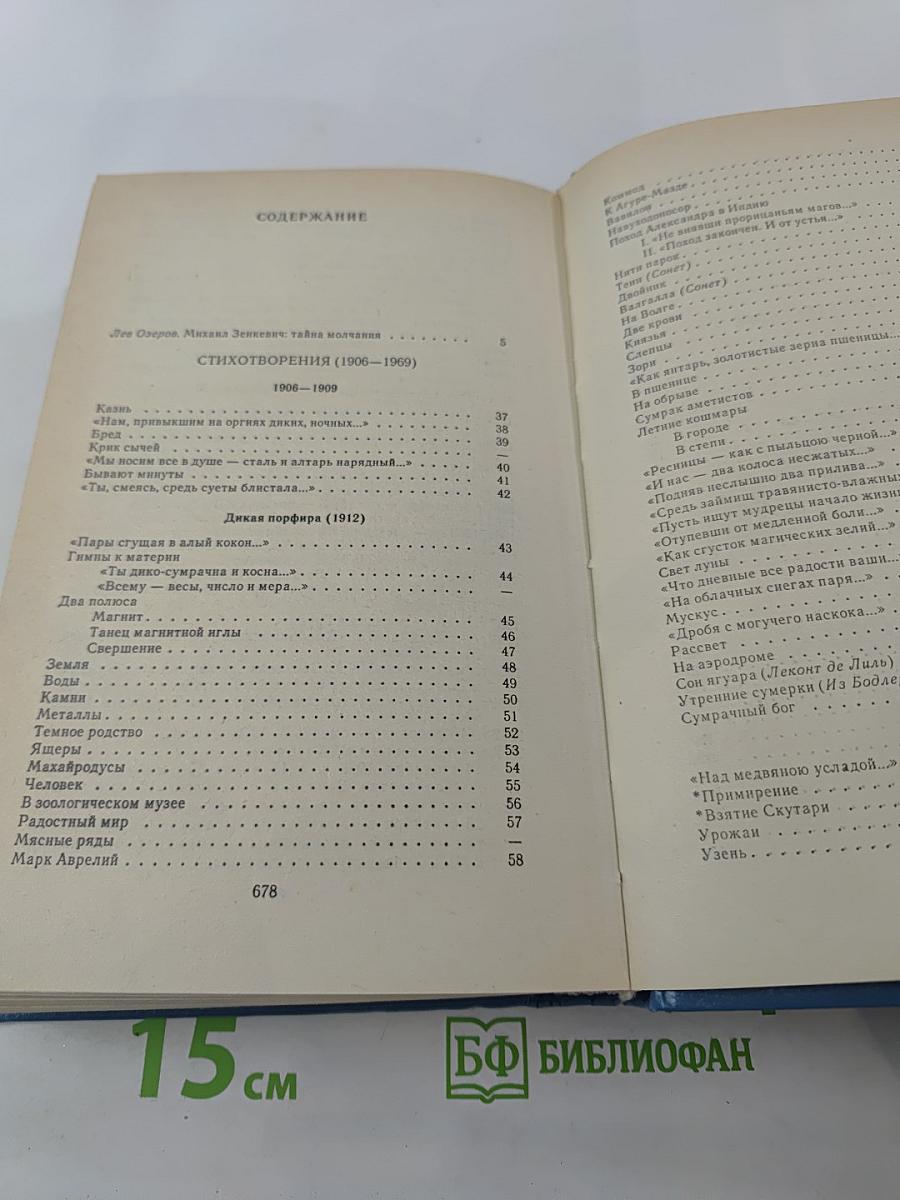 СОДЕРЖАНИЕ
Лев Озеров. Михаил Зенкевич: тайна молчания . . . . . . . . 5
СТИХОТВОРЕНИЯ (1906—1969)
1906—1909
Казнь . . . . . . . . 37
«Нам, привыкшим на оргиях диких, ночных...» . . . . . . . . 38
Бред . . . . . . . . 39
Крик сычей . . . . . . . . —
«Мы носим все в душе — сталь и алтарь нарядный...» . . . . . 40
Бывают минуты . . . . . . . . 41
«Ты, смеясь, средь суеты блистала...» . . . . . . . . 42
Дикая порфира (1912)
«Пары сгущая в алый кокон...» . . . . . . . . 43
Гимны к материи
«Ты дико-сумрачна и косна...» . . . . . . . . 44
«Всему — весы, число и мера...» . . . . . . . . —
Два полюса
Магнит . . . . . . . . 45
Танец магнитной иглы . . . . . . . . 46
Свершение . . . . . . . . 47
Земля . . . . . . . . 48
Воды . . . . . . . . 49
Камни . . . . . . . . 50
Металлы . . . . . . . . 51
Темное родство . . . . . . . . 52
Ящеры . . . . . . . . 53
Махайродусы . . . . . . . . 54
Человек . . . . . . . . 55
В зоологическом музее . . . . . . . . 56
Радостный мир . . . . . . . . 57
Мясные ряды . . . . . . . . —
Марк Аврелий . . . . . . . . 58
678
Коммод . . . . . . . .
К Агуре-Мазде . . . . . . . .
Вавилон . . . . . . . .
Навуходоносор . . . . . . . .
Поход Александра в Индию
I. «Не внявши прорицаньям магов...»
II. «Поход закончен. И от устья...»
Нити парок . . . . . . . .
Тени (Сонет) . . . . . . . .
Двойник . . . . . . . .
Валгалла (Сонет) . . . . . . . .
На Волге . . . . . . . .
Две крови . . . . . . . .
Князья . . . . . . . .
Слепцы . . . . . . . .
Зори . . . . . . . .
«Как янтарь, золотистые зерна пшеницы...
В пшенице . . . . . . . .
На обрыве . . . . . . . .
Сумрак аметистов . . . . . . . .
Летние кошмары
В городе . . . . . . . .
В степи . . . . . . . .
«Ресницы — как с пыльцою черной...»
«И нас — два колоса несжатых...» . . .
«Подняв неслышно два прилива...» . .
«Средь займищ травянисто-влажных
«Пусть ищут мудрецы начало жизни
«Отупевши от медленной боли...» . .
«Как сгусток магических зелий...»
Свет луны . . . . . . . .
«Что дневные все радости ваши...
«На облачных снегах паря...» . . .
Мускус . . . . . . . .
«Дробя с могучего наскока...» . .
Рассвет . . . . . . . .
На аэродроме . . . . . . . .
Сон ягуара (Леконт де Лиль)
Утренние сумерки (Из Бодле
Сумрачный бог . . . . . .
«Над медвяною усладой...»
*Примирение . . . . . .
*Взятие Скутари . . . .
Урожаи . . . . . . . .
Узень . . . . . . . .
15 см
БФ БИБЛИОФАН